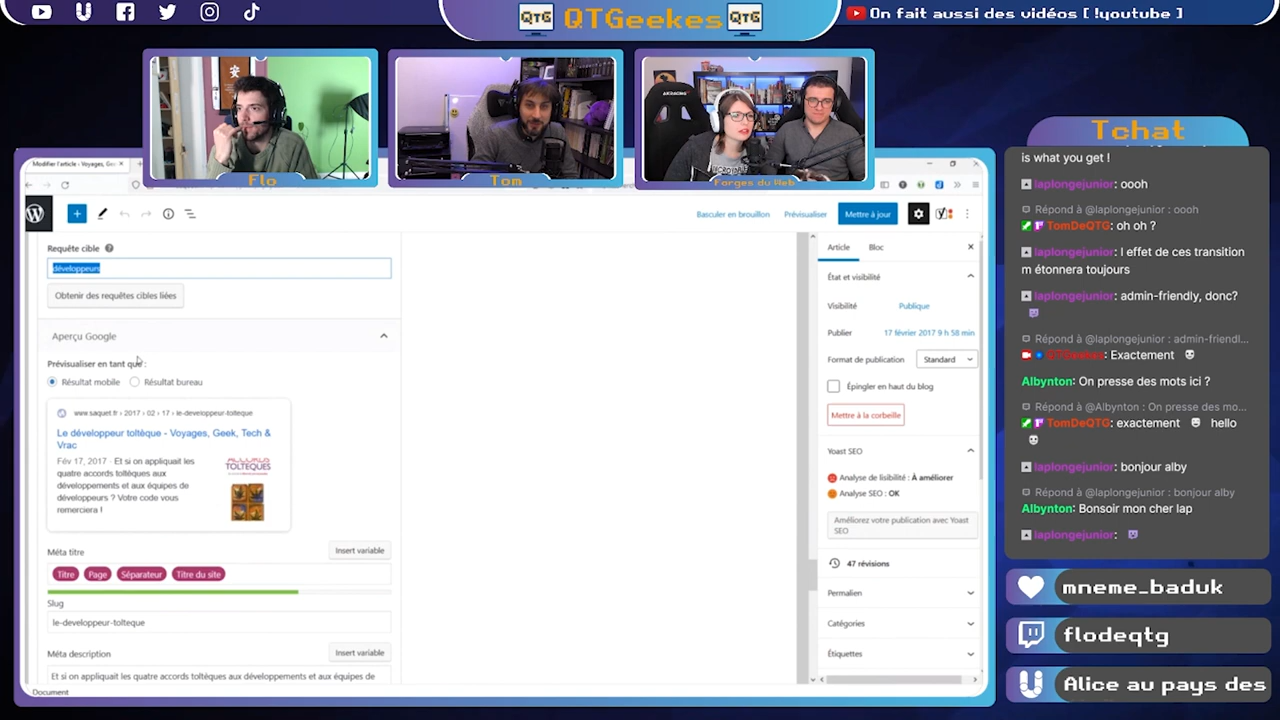 QTG QTGeekes QTG
On fait aussi des vidéos [ !youtube ]
Flo
Tom
Forges du Web
AKRACING
Modifier l'article - Voyages, Gee
Basculer en brouillon
Prévisualiser
Mettre à jour
Requête cible
développeurs
Obtenir des requêtes cibles liées
Aperçu Google
Prévisualiser en tant que :
Résultat mobile
Résultat bureau
www.saquet.fr › 2017 › 02 › 17 › le-developpeur-tolteque
Le développeur toltèque - Voyages, Geek, Tech &
Vrac
Fév 17, 2017 · Et si on appliquait les
quatre accords toltèques aux
développements et aux équipes de
développeurs ? Votre code vous
remerciera !
TOLTEQUES
Méta titre
Insert variable
Titre
Page
Séparateur
Titre du site
Slug
le-developpeur-tolteque
Méta description
Insert variable
Et si on appliquait les quatre accords toltèques aux développements et aux équipes de
Document
Article
Bloc
État et visibilité
Visibilité
Publique
Publier
17 février 2017 9 h 58 min
Format de publication
Standard
Épingler en haut du blog
Mettre à la corbeille
Yoast SEO
Analyse de lisibilité : À améliorer
Analyse SEO : OK
Améliorez votre publication avec Yoast
SEO
47 révisions
Permalien
Catégories
Étiquettes
Tchat
is what you get !
laplongejunior: oooh
Répond à @laplongejunior : oooh
TomDeQTG: oh oh ?
laplongejunior: l effet de ces transition
m étonnera toujours
laplongejunior: admin-friendly, donc?
Répond à @laplongejunior : admin-friendl...
QTGeekes: Exactement
Albynton: On presse des mots ici ?
Répond à @Albynton : On presse des mo...
TomDeQTG: exactement hello
laplongejunior: bonjour alby
Répond à @laplongejunior : bonjour alby
Albynton: Bonsoir mon cher lap
laplongejunior:
mneme_baduk
flodeqtg
Alice au pays des